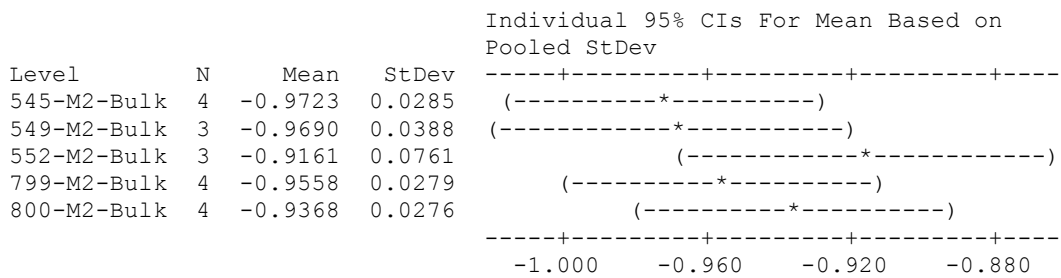 Individual 95% CIs For Mean Based on
                                 Pooled StDev
Level        N     Mean   StDev  -----+---------+---------+---------+----
545-M2-Bulk  4  -0.9723  0.0285   (----------*----------)
549-M2-Bulk  3  -0.9690  0.0388  (------------*-----------)
552-M2-Bulk  3  -0.9161  0.0761               (------------*------------)
799-M2-Bulk  4  -0.9558  0.0279       (----------*----------)
800-M2-Bulk  4  -0.9368  0.0276            (----------*----------)
                                 -----+---------+---------+---------+----
                                   -1.000    -0.960    -0.920    -0.880